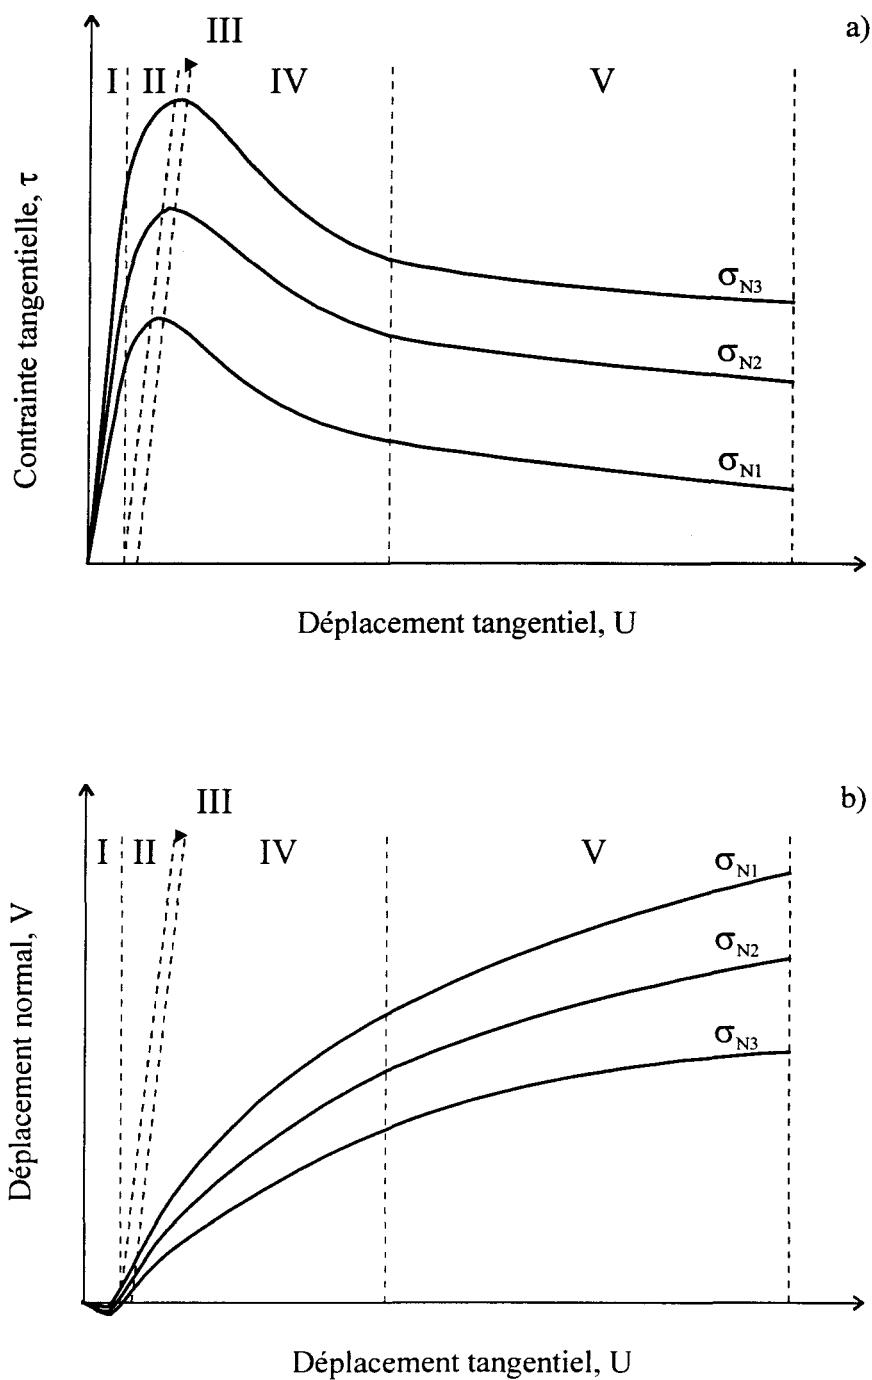 a)
III
I II IV V
Contrainte tangentielle, τ
σN3
σN2
σN1
Déplacement tangentiel, U
b)
III
I II IV V
Déplacement normal, V
σN1
σN2
σN3
Déplacement tangentiel, U